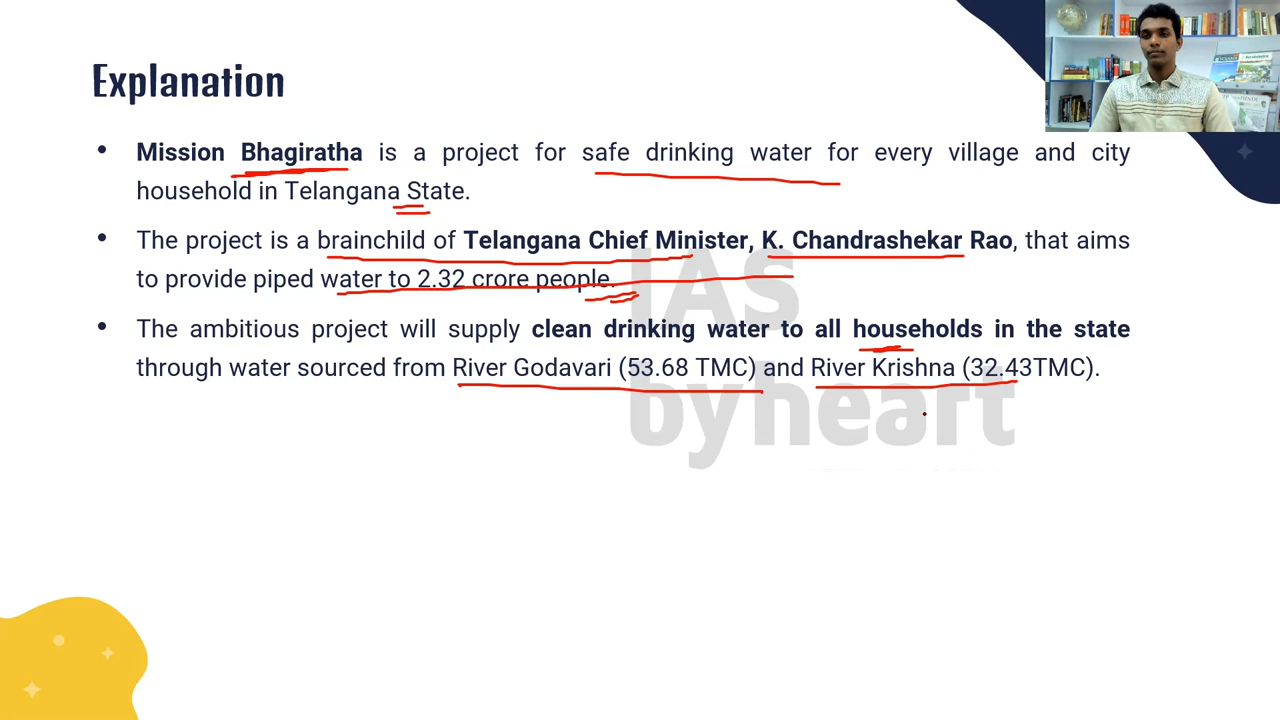 Explanation
• Mission Bhagiratha is a project for safe drinking water for every village and city
household in Telangana State.
• The project is a brainchild of Telangana Chief Minister, K. Chandrashekar Rao, that aims
to provide piped water to 2.32 crore people.
• The ambitious project will supply clean drinking water to all households in the state
through water sourced from River Godavari (53.68 TMC) and River Krishna (32.43TMC).
IAS
byheart